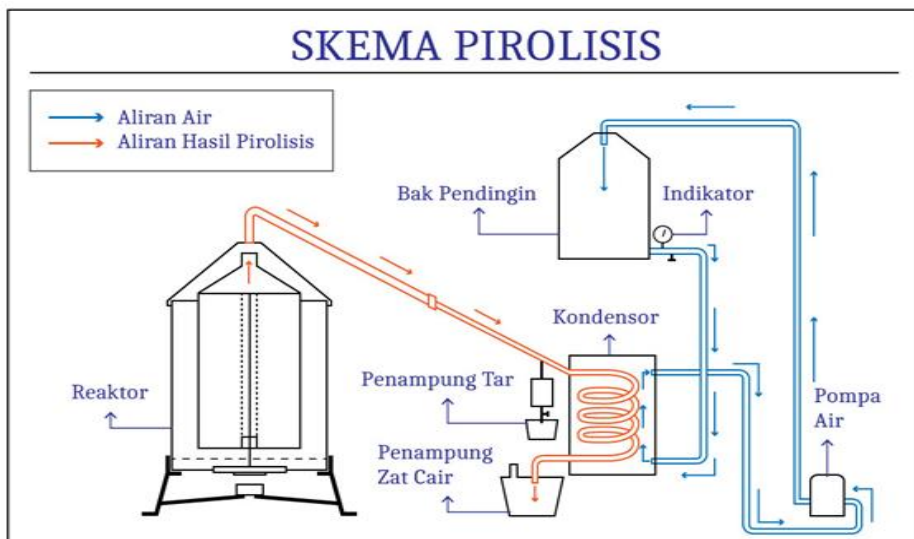 SKEMA PIROLISIS
Aliran Air
Aliran Hasil Pirolisis
Bak Pendingin
Indikator
Kondensor
Reaktor
Penampung Tar
Pompa
Air
Penampung
Zat Cair